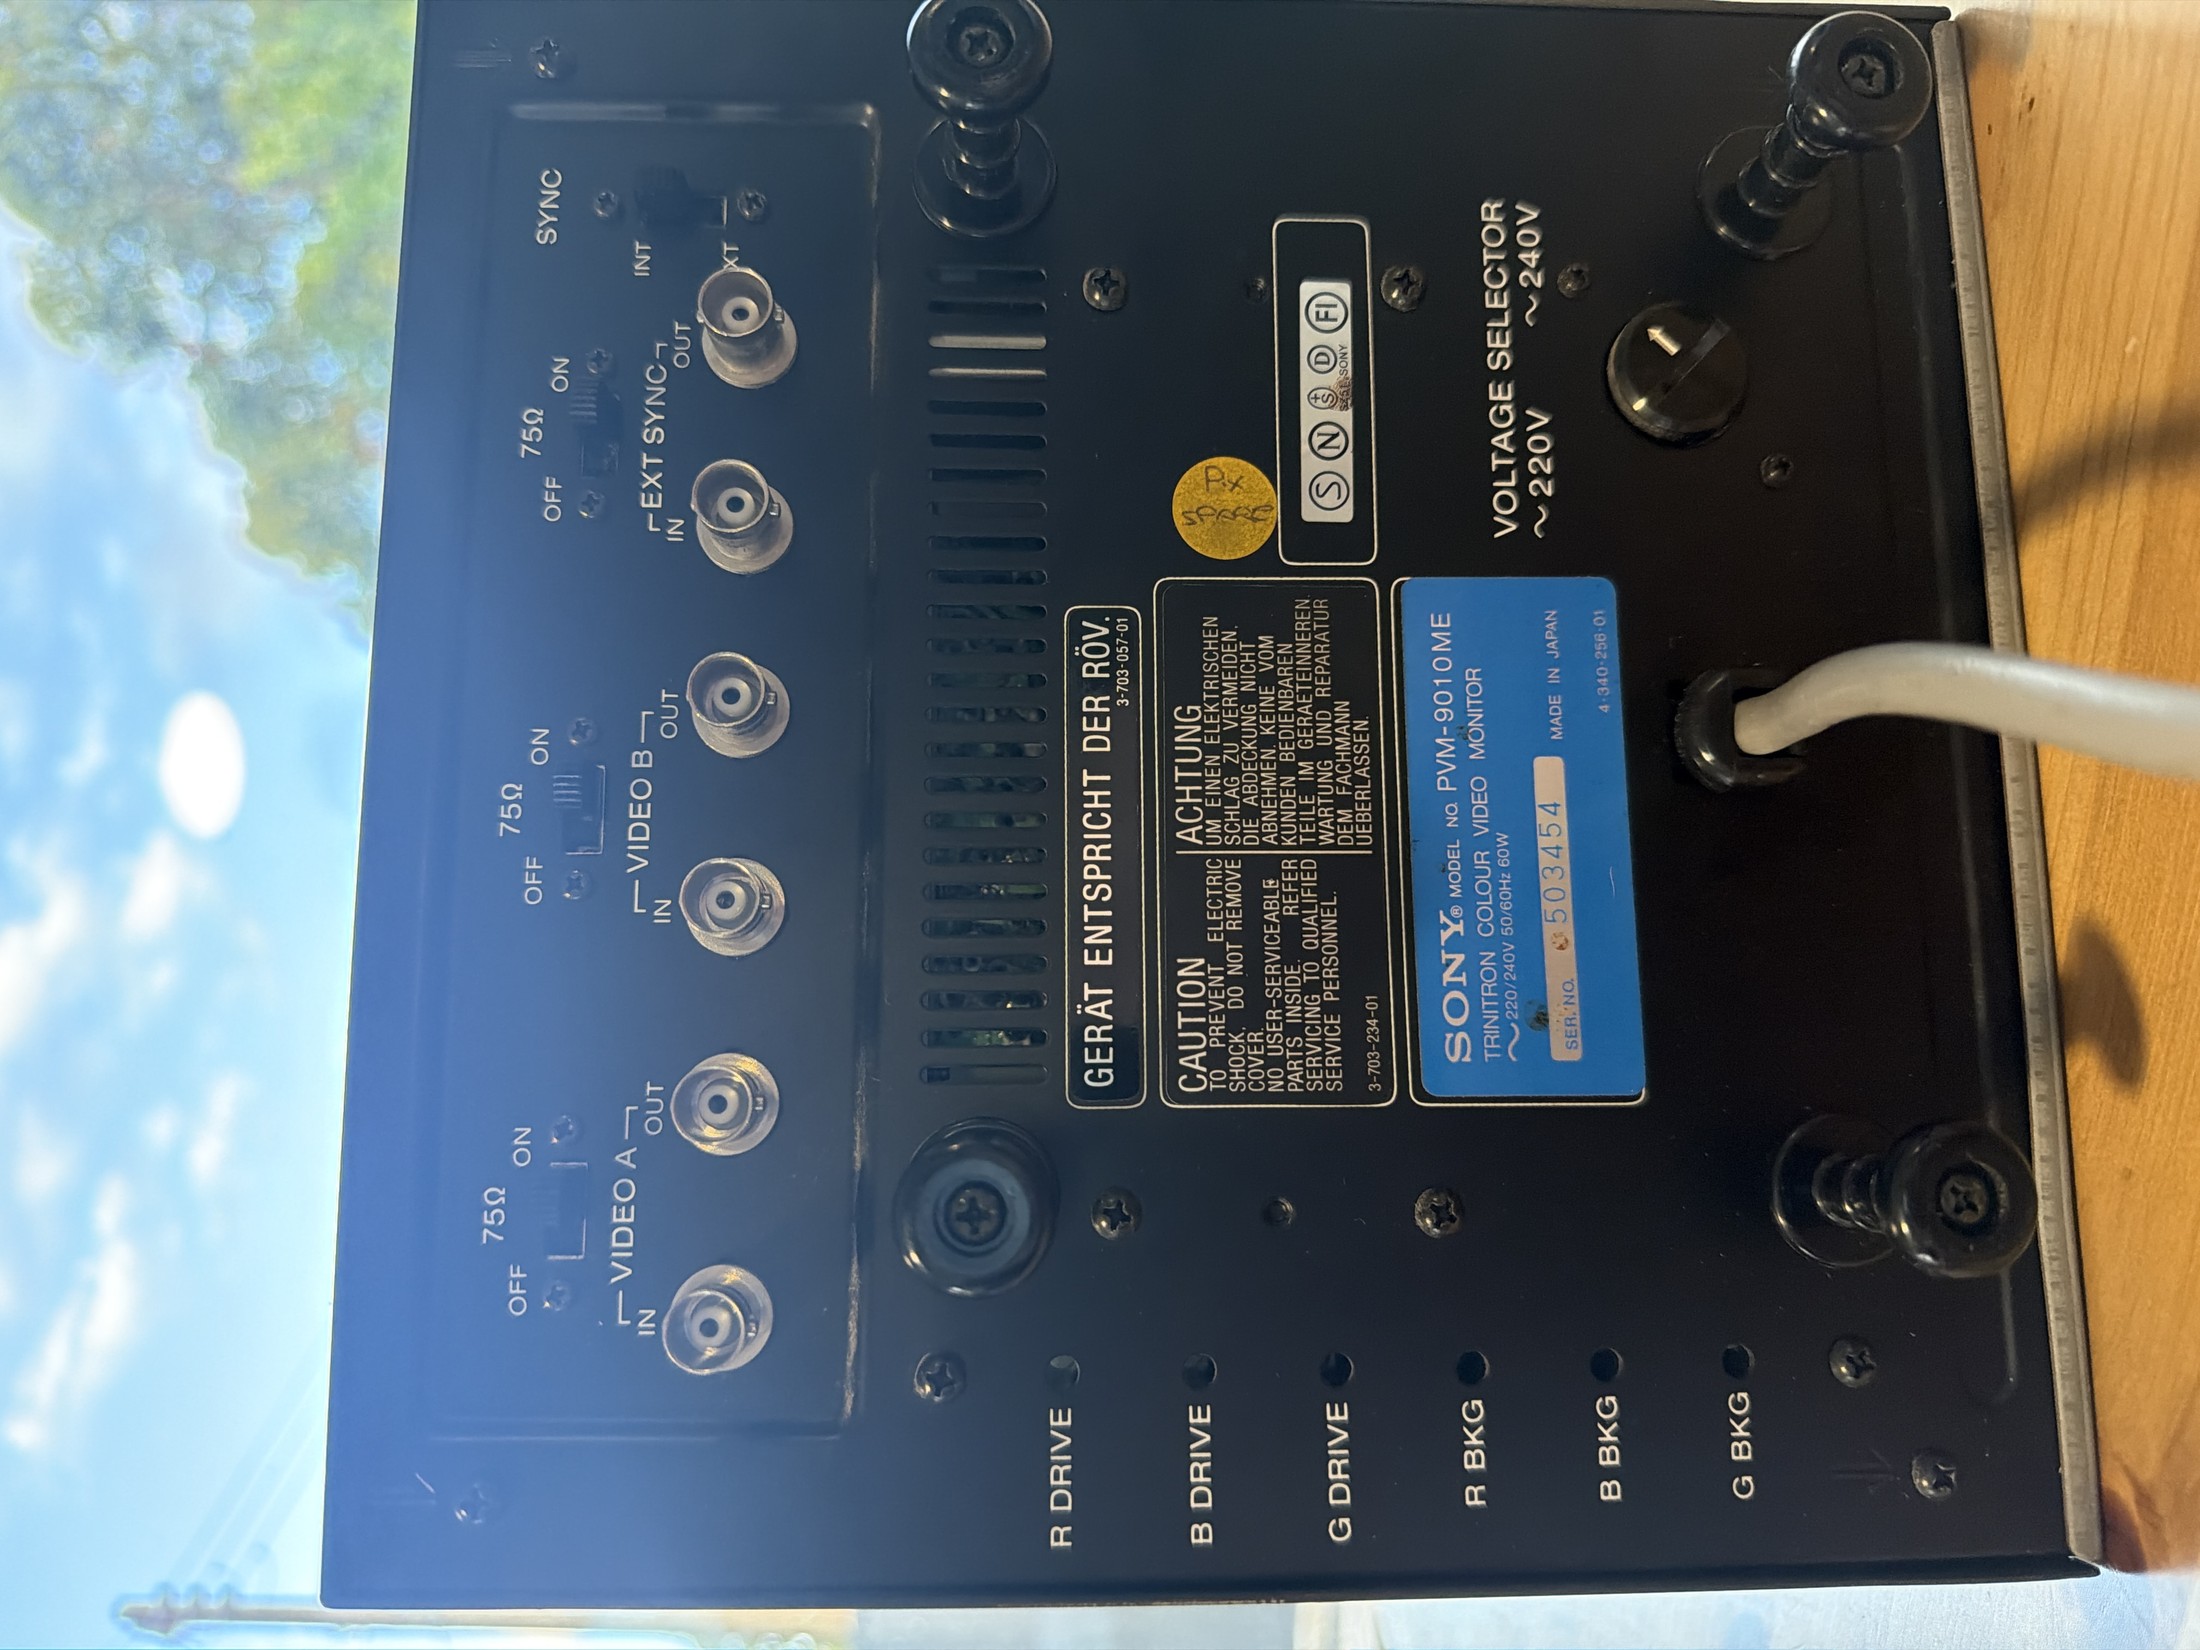 75Ω
OFF ON
VIDEO A
IN OUT
75Ω
OFF ON
VIDEO B
IN OUT
75Ω
OFF ON
EXT SYNC
IN OUT
SYNC
INT
XT
R DRIVE
B DRIVE
G DRIVE
R BKG
B BKG
G BKG
GERÄT ENTSPRICHT DER RÖV.
3-703-057-01
CAUTION
TO PREVENT ELECTRIC
SHOCK, DO NOT REMOVE
COVER.
NO USER-SERVICEABLE
PARTS INSIDE. REFER
SERVICING TO QUALIFIED
SERVICE PERSONNEL.
3-703-234-01
ACHTUNG
UM EINEN ELEKTRISCHEN
SCHLAG ZU VERMEIDEN,
DIE ABDECKUNG NICHT
ABNEHMEN. KEINE VOM
KUNDEN BEDIENBAREN
TEILE IM GERAETEINNEREN.
WARTUNG UND REPARATUR
DEM FACHMANN
UEBERLASSEN.
SONY® MODEL NO. PVM-9010ME
TRINITRON COLOUR VIDEO MONITOR
~220/240V 50/60Hz 60W
SER. NO. 503454 MADE IN JAPAN
4-340-256-01
S N S D FI
SONY
VOLTAGE SELECTOR
~220V ~240V